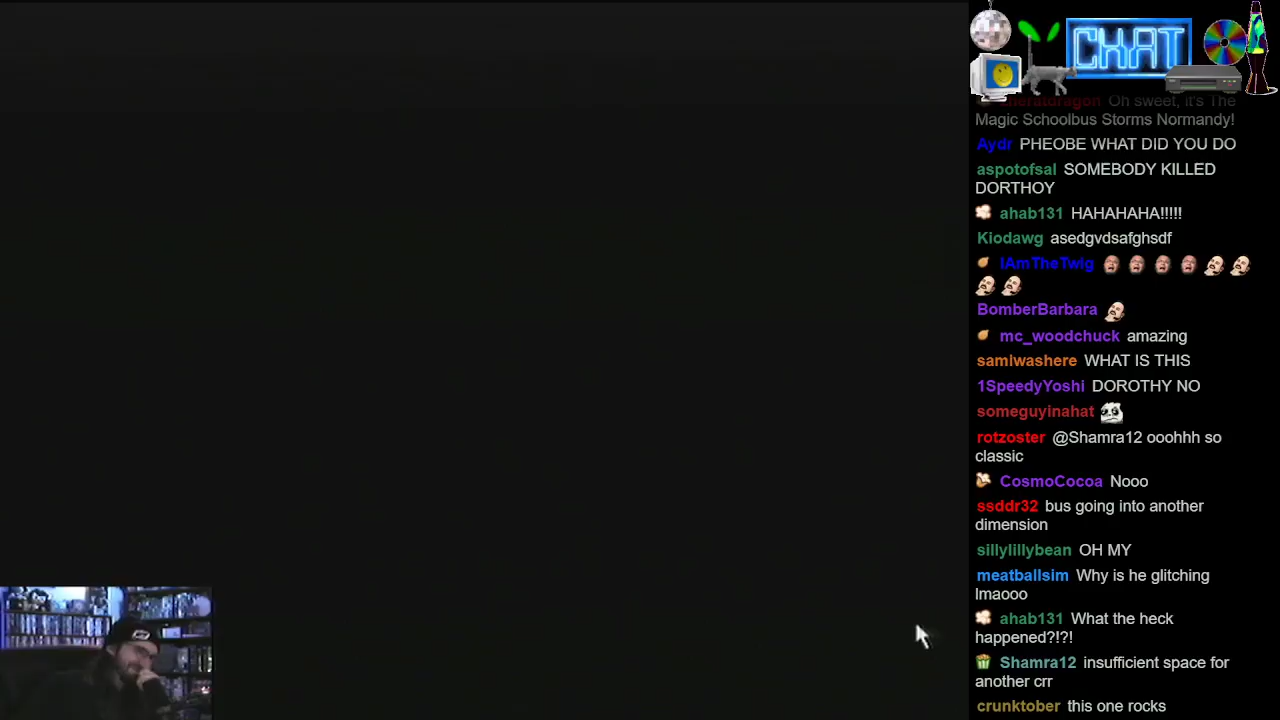 CHAT
Oh sweet, it's The
Magic Schoolbus Storms Normandy!
Aydr PHEOBE WHAT DID YOU DO
aspotofsal SOMEBODY KILLED
DORTHOY
ahab131 HAHAHAHA!!!!!
Kiodawg asedgvdsafghsdf
IAmTheTwig
BomberBarbara
mc_woodchuck amazing
samiwashere WHAT IS THIS
1SpeedyYoshi DOROTHY NO
someguyinahat
rotzoster @Shamra12 ooohhh so
classic
CosmoCocoa Nooo
ssddr32 bus going into another
dimension
sillylillybean OH MY
meatballsim Why is he glitching
lmaooo
ahab131 What the heck
happened?!?!
Shamra12 insufficient space for
another crr
crunktober this one rocks